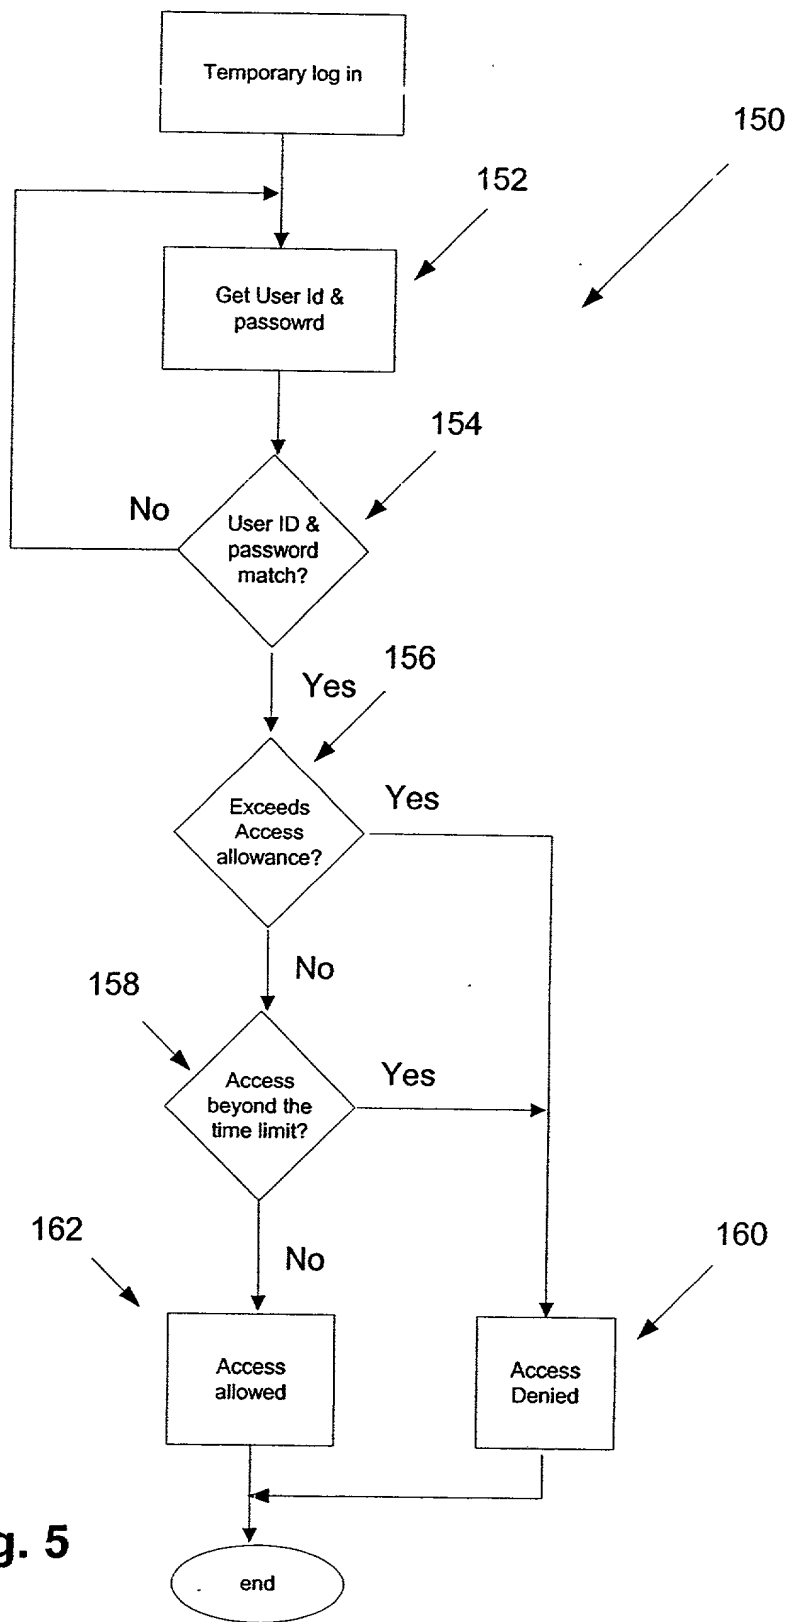 Temporary log in
150
152
Get User Id &
passowrd
154
No
User ID &
password
match?
156
Yes
Exceeds
Access
allowance?
Yes
No
158
Access
beyond the
time limit?
Yes
162
No
160
Access
allowed
Access
Denied
g. 5
end